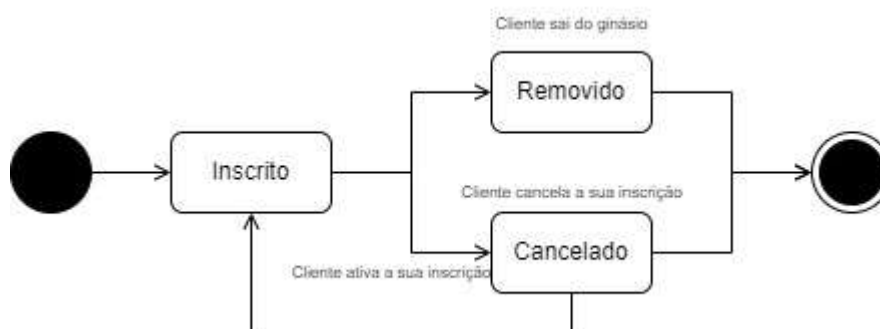 Cliente sai do ginásio
Removido
Inscrito
Cliente cancela a sua inscrição
Cancelado
Cliente ativa a sua inscrição